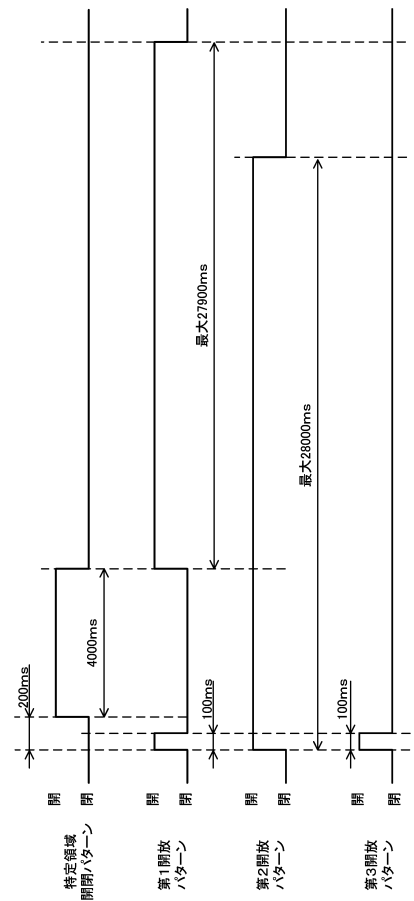 特定領域
開閉パターン
開
閉
200ms
4000ms
第1開放
パターン
開
閉
100ms
最大27900ms
第2開放
パターン
開
閉
最大28000ms
第3開放
パターン
開
閉
100ms